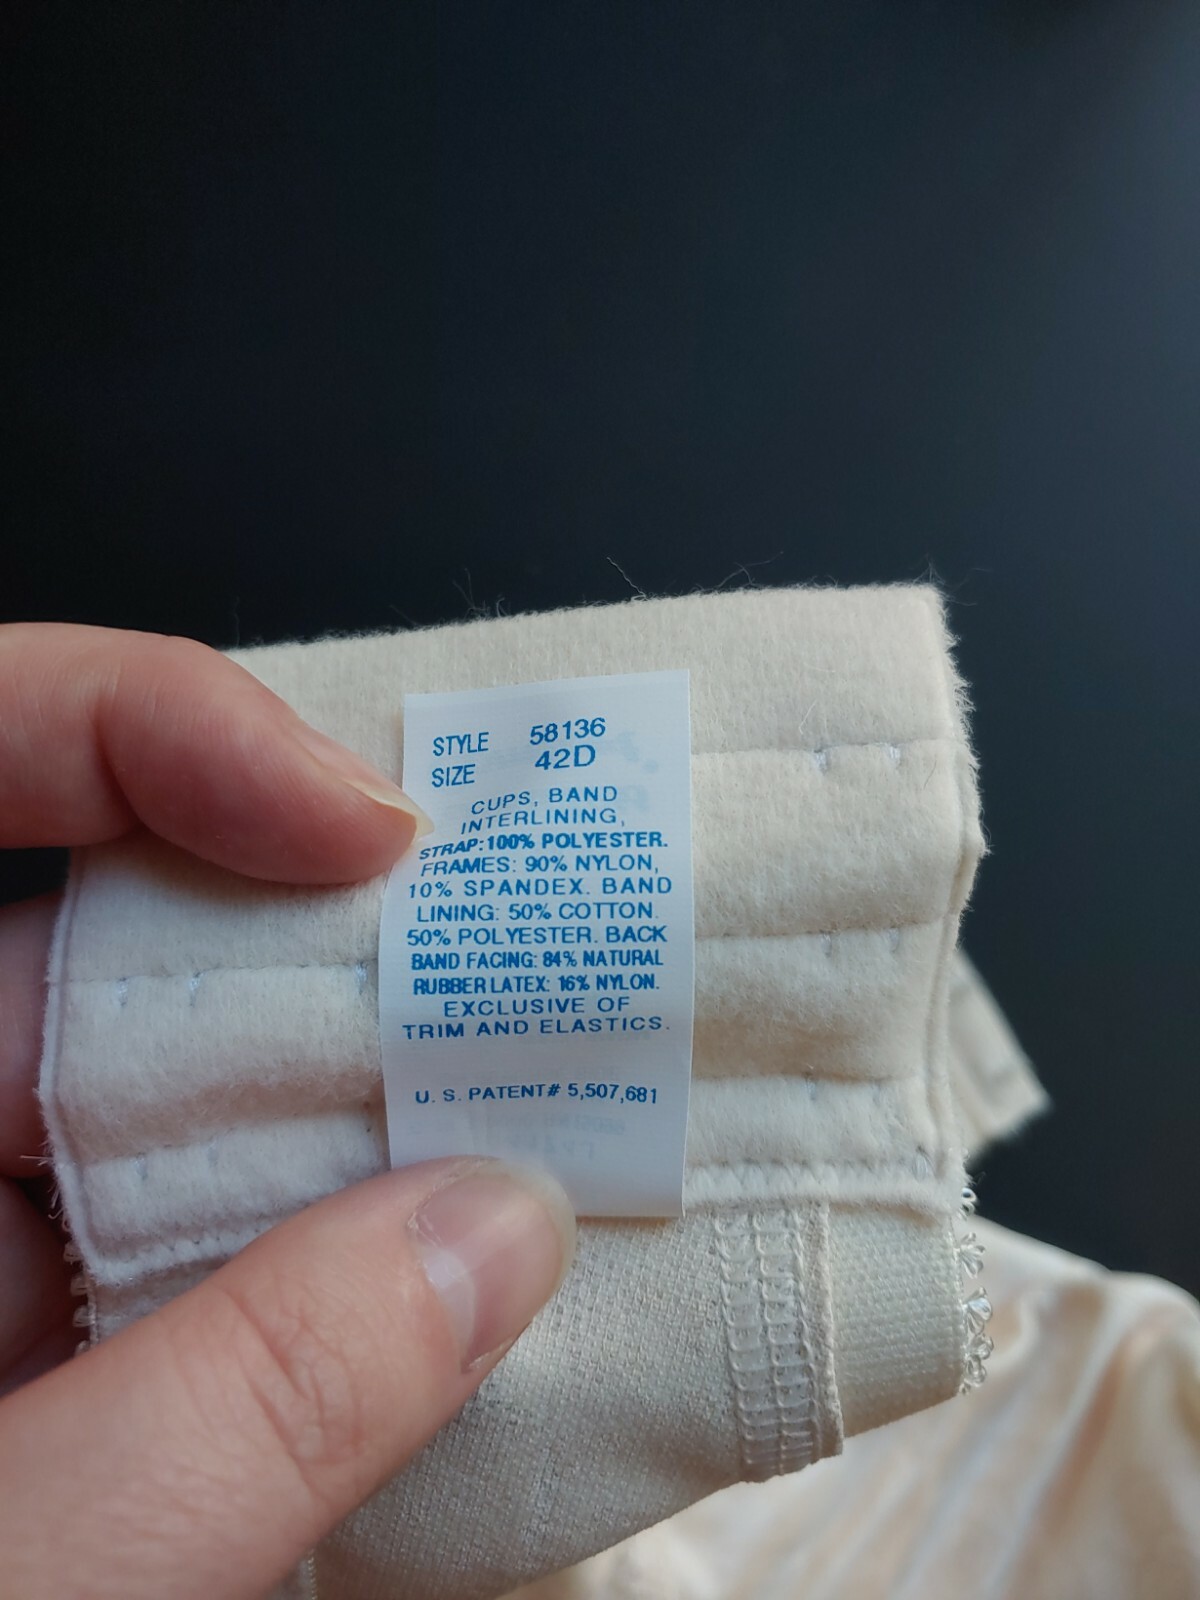 STYLE 58136
SIZE 42D
CUPS, BAND
INTERLINING,
STRAP:100% POLYESTER.
FRAMES: 90% NYLON,
10% SPANDEX. BAND
LINING: 50% COTTON.
50% POLYESTER. BACK
BAND FACING: 84% NATURAL
RUBBER LATEX: 16% NYLON.
EXCLUSIVE OF
TRIM AND ELASTICS.
U. S. PATENT# 5,507,681